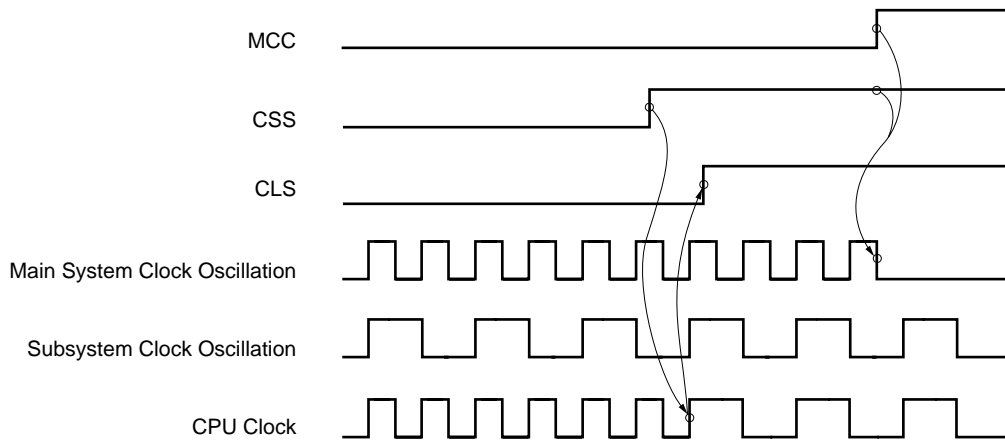 MCC
CSS
CLS
Main System Clock Oscillation
Subsystem Clock Oscillation
CPU Clock